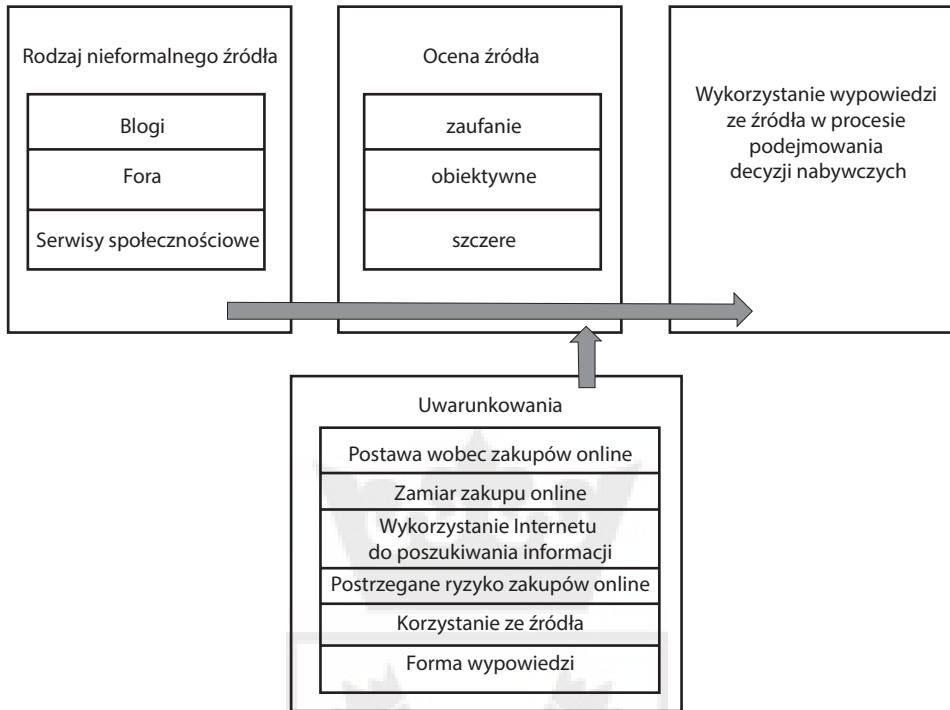 Rodzaj nieformalnego źródła
Blogi
Fora
Serwisy społecznościowe
Ocena źródła
zaufanie
obiektywne
szczere
Wykorzystanie wypowiedzi
ze źródła w procesie
podejmowania
decyzji nabywczych
Uwarunkowania
Postawa wobec zakupów online
Zamiar zakupu online
Wykorzystanie Internetu
do poszukiwania informacji
Postrzegane ryzyko zakupów online
Korzystanie ze źródła
Forma wypowiedzi